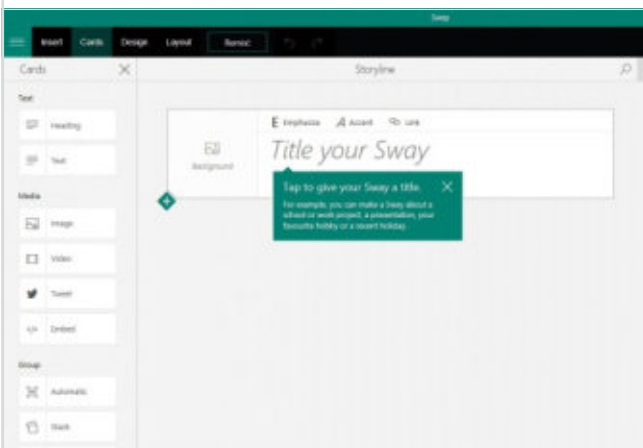 Sway
Insert Cards Design Layout Remix!
Cards
Storyline
Text
Heading
Text
Media
Image
Video
Tweet
Embed
Group
Automatic
Stack
Background
E Emphasize A Accent Link
Title your Sway
Tap to give your Sway a title.
For example, you can make a Sway about a
school or work project, a presentation, your
favourite hobby or a recent holiday.